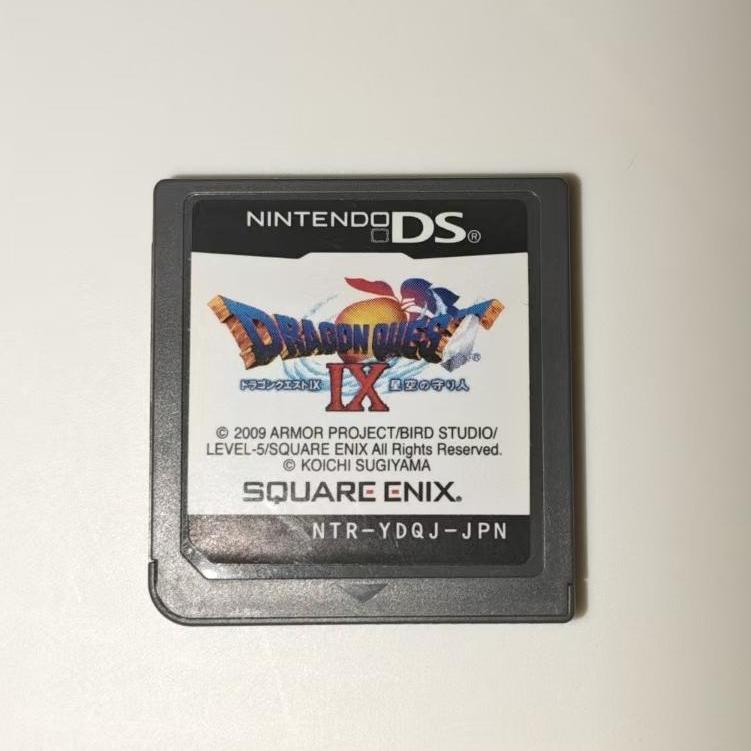 NINTENDO DS®
DRAGON QUEST
ドラゴンクエストIX 星空の守り人
IX
© 2009 ARMOR PROJECT/BIRD STUDIO/
LEVEL-5/SQUARE ENIX All Rights Reserved.
© KOICHI SUGIYAMA
SQUARE ENIX®
NTR-YDQJ-JPN